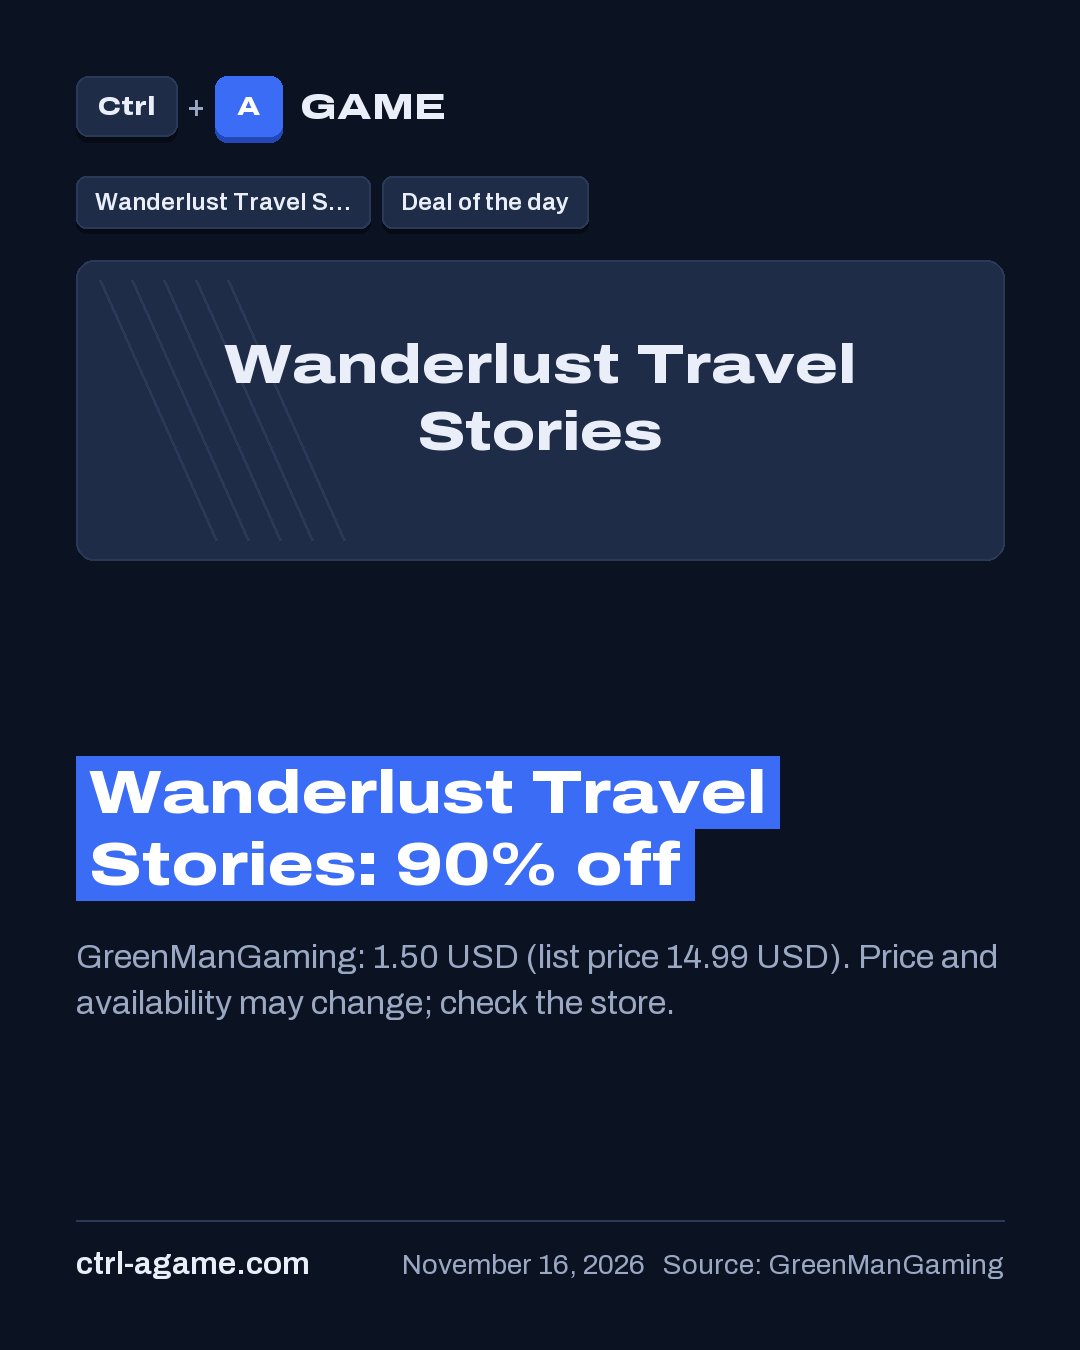 Ctrl + A GAME
Wanderlust Travel S... Deal of the day
Wanderlust Travel
Stories
Wanderlust Travel
Stories: 90% off
GreenManGaming: 1.50 USD (list price 14.99 USD). Price and
availability may change; check the store.
ctrl-agame.com November 16, 2026 Source: GreenManGaming